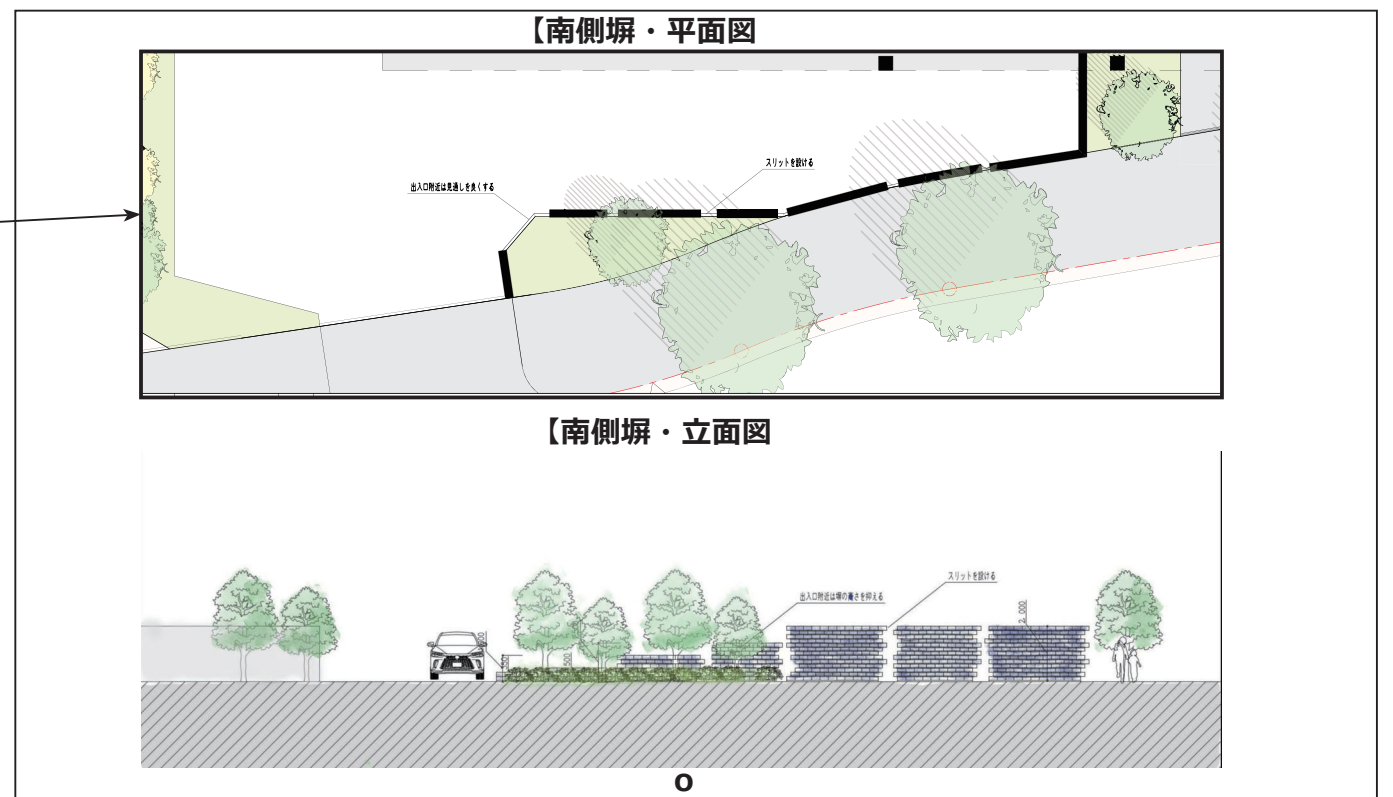 【南側塀・平面図
スリットを設ける
出入口附近は見通しを良くする
【南側塀・立面図
スリットを設ける
出入口附近は塀の高さを抑える
2,000
500
O